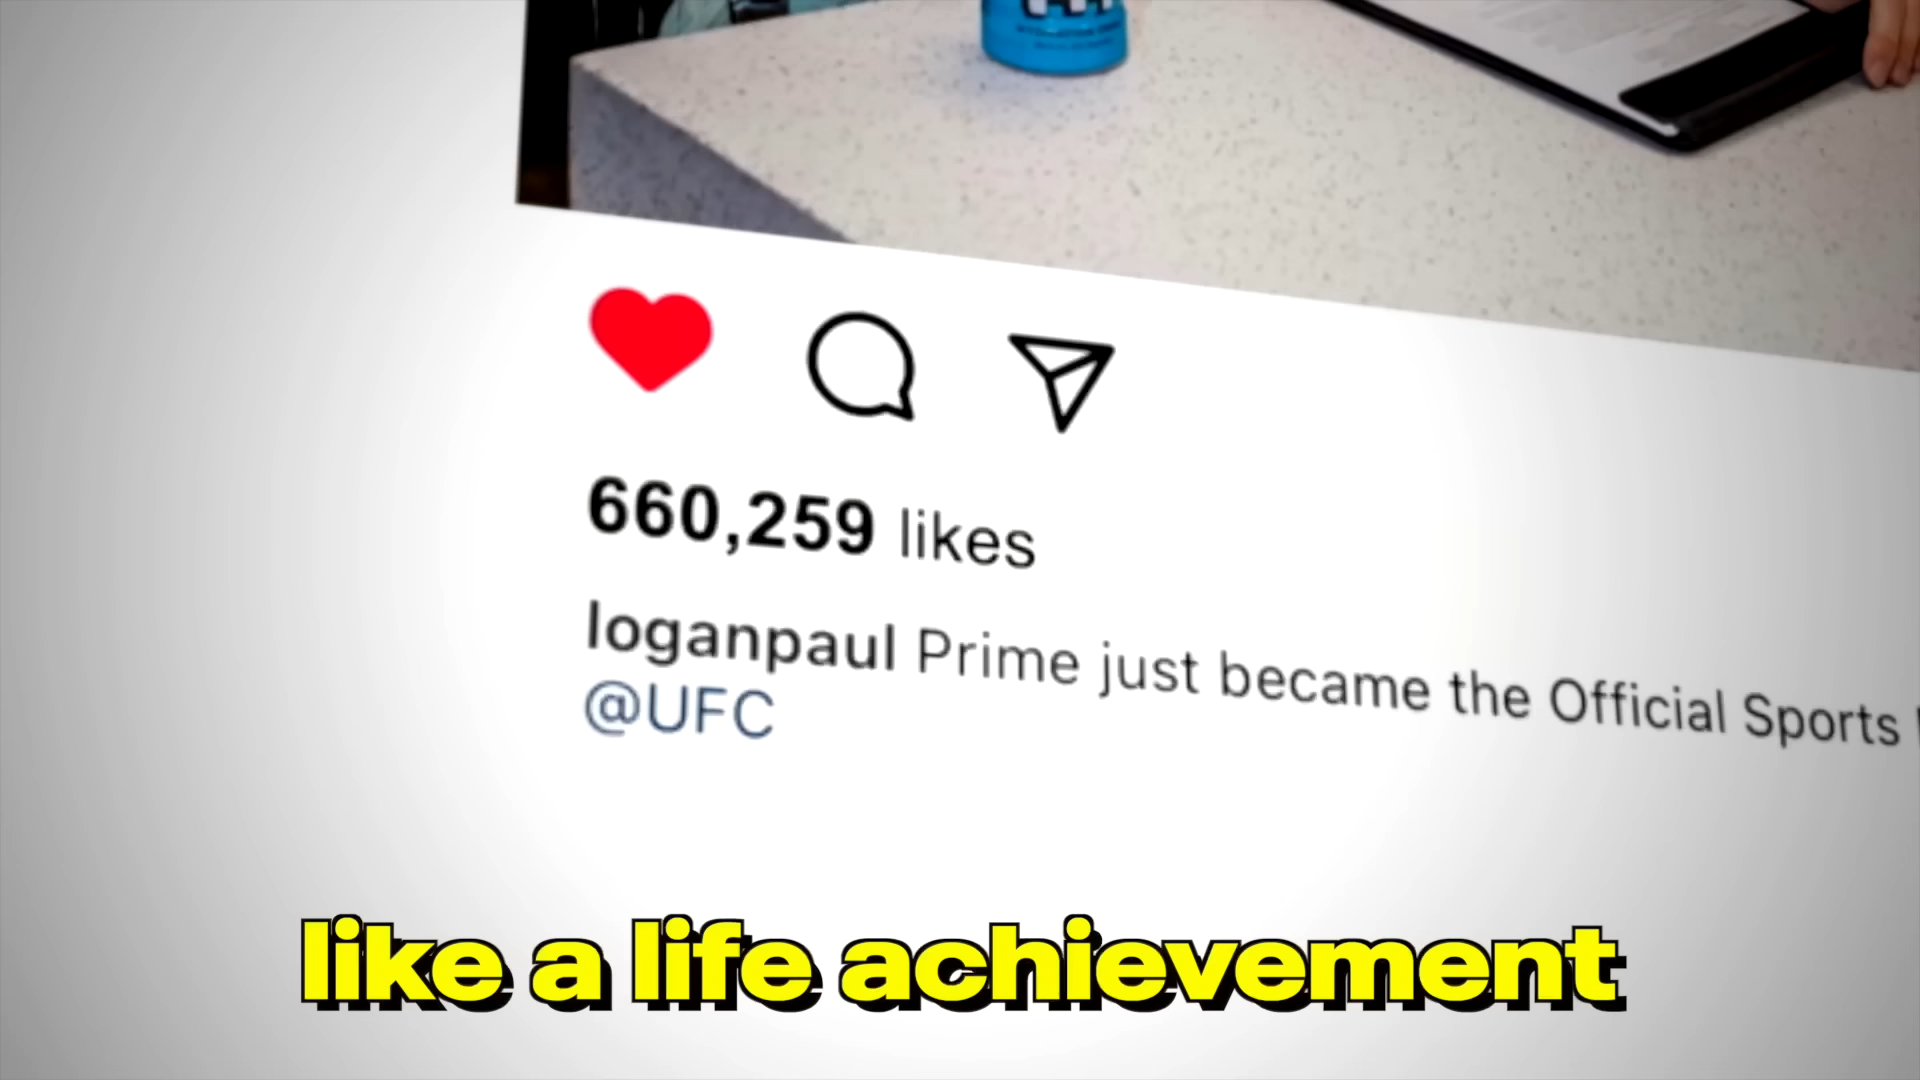 660,259 likes
loganpaul Prime just became the Official Sports
@UFC
like a life achievement